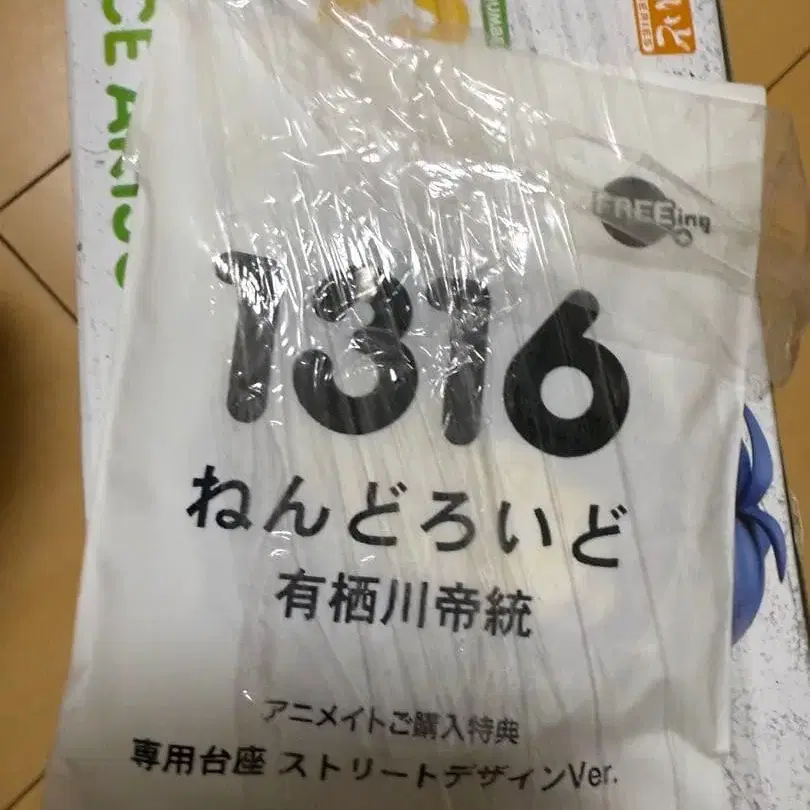 CE ARIS
FREEing
1316
ねんどろいど
有栖川帝統
アニメイトご購入特典
専用台座 ストリートデザインVer.